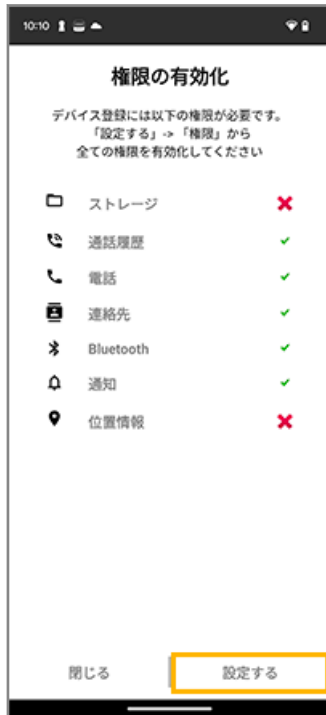 10:10
権限の有効化
デバイス登録には以下の権限が必要です。
「設定する」->「権限」から
全ての権限を有効化してください
ストレージ
通話履歴
電話
連絡先
Bluetooth
通知
位置情報
閉じる
設定する